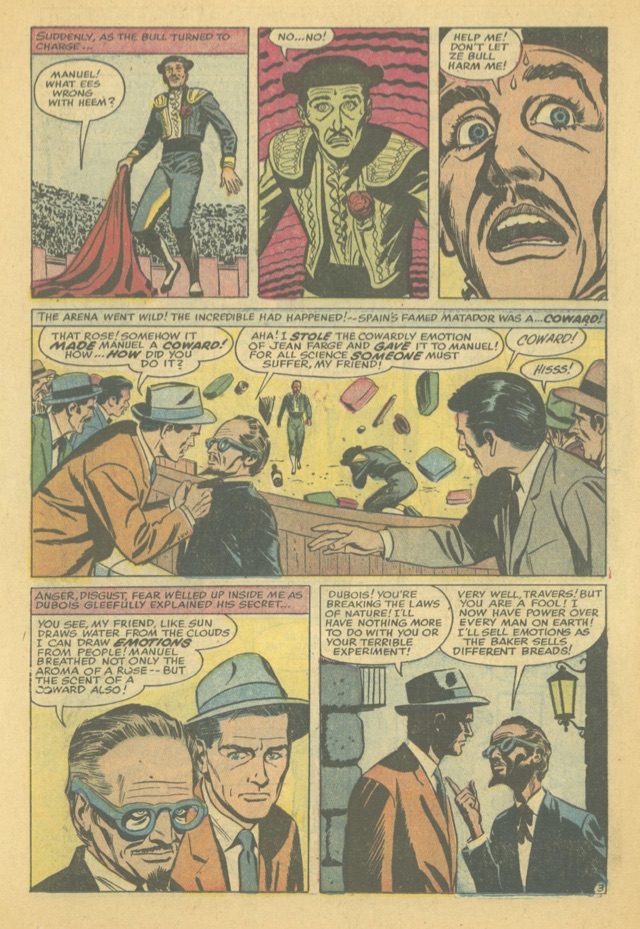 SUDDENLY, AS THE BULL TURNED TO
CHARGE...
MANUEL!
WHAT EES
WRONG
WITH HEEM?
NO...NO!
HELP ME!
DON'T LET
ZE BULL
HARM ME!
THE ARENA WENT WILD! THE INCREDIBLE HAD HAPPENED!--SPAIN'S FAMED MATADOR WAS A...COWARD!
THAT ROSE! SOMEHOW IT
MADE MANUEL A COWARD!
HOW...HOW DID YOU
DO IT?
AHA! I STOLE THE COWARDLY EMOTION
OF JEAN FARGE AND GAVE IT TO MANUEL!
FOR ALL SCIENCE SOMEONE MUST
SUFFER, MY FRIEND!
COWARD!
HISSS!
ANGER, DISGUST, FEAR WELLED UP INSIDE ME AS
DUBOIS GLEEFULLY EXPLAINED HIS SECRET...
YOU SEE, MY FRIEND, LIKE SUN
DRAWS WATER FROM THE CLOUDS
I CAN DRAW EMOTIONS
FROM PEOPLE! MANUEL
BREATHED NOT ONLY THE
AROMA OF A ROSE--BUT
THE SCENT OF A
COWARD ALSO!
DUBOIS! YOU'RE
BREAKING THE LAWS
OF NATURE! I'LL
HAVE NOTHING MORE
TO DO WITH YOU OR
YOUR TERRIBLE
EXPERIMENT!
VERY WELL, TRAVERS! BUT
YOU ARE A FOOL! I
NOW HAVE POWER OVER
EVERY MAN ON EARTH!
I'LL SELL EMOTIONS AS
THE BAKER SELLS
DIFFERENT BREADS!
3